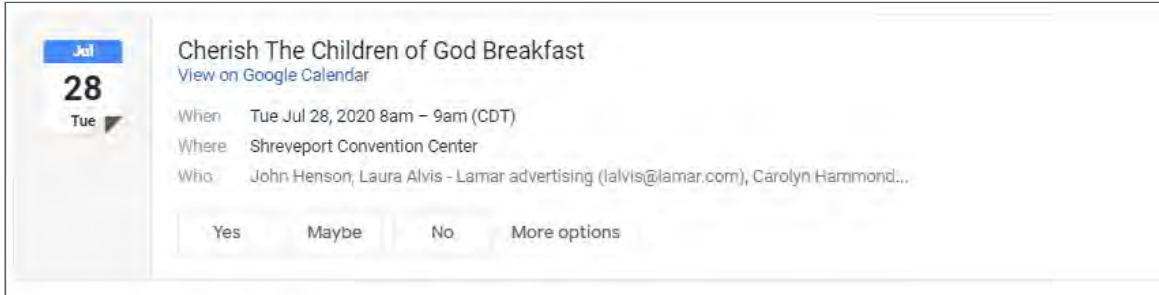 Jul
28
Tue
Cherish The Children of God Breakfast
View on Google Calendar
When Tue Jul 28, 2020 8am – 9am (CDT)
Where Shreveport Convention Center
Who John Henson, Laura Alvis - Lamar advertising (lalvis@lamar.com), Carolyn Hammond...
Yes Maybe No More options